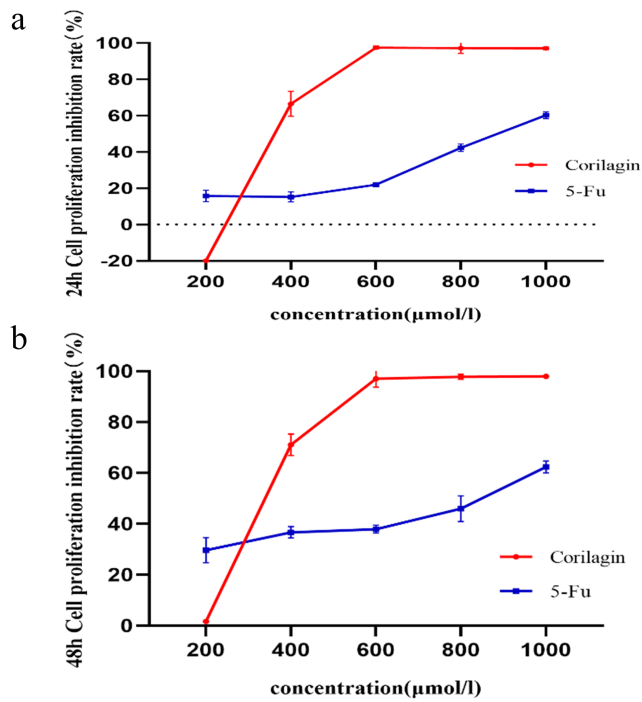 a
24h Cell proliferation inhibition rate(%)
100
80
60
40
20
0
-20
Corilagin
5-Fu
200 400 600 800 1000
concentration(μmol/l)
b
48h Cell proliferation inhibition rate(%)
100
80
60
40
20
0
Corilagin
5-Fu
200 400 600 800 1000
concentration(μmol/l)